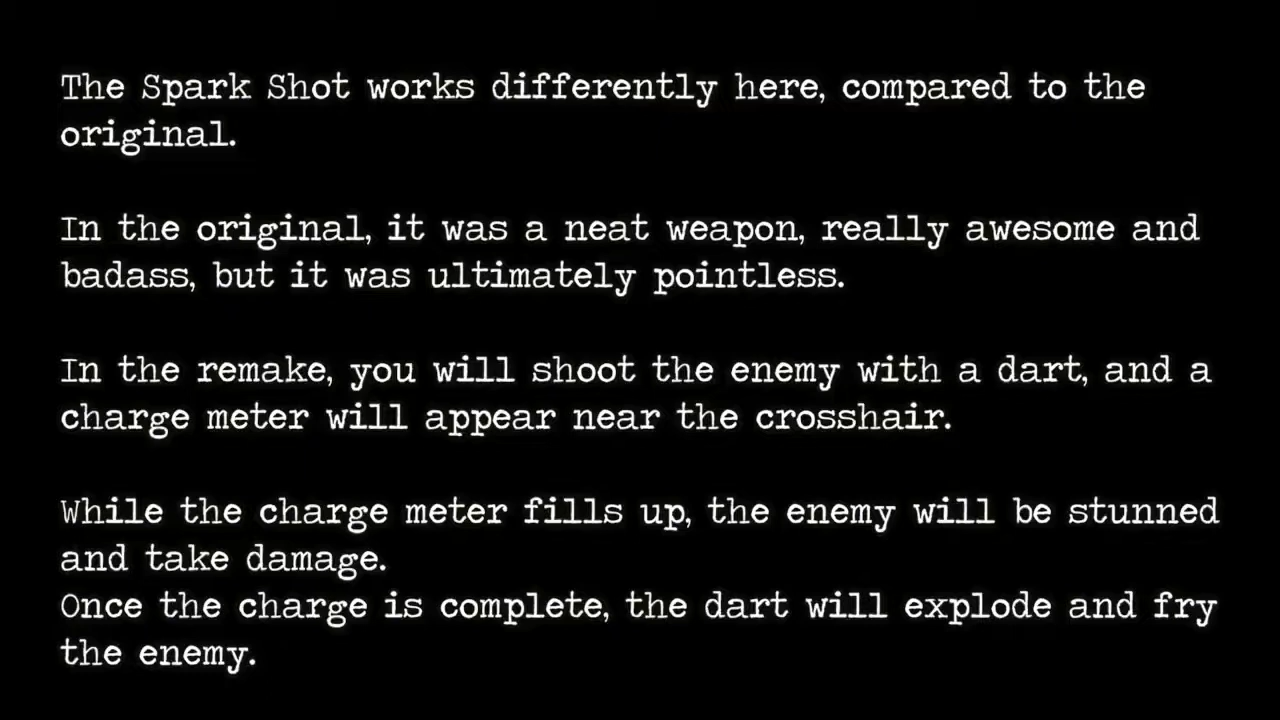 The Spark Shot works differently here, compared to the
original.
In the original, it was a neat weapon, really awesome and
badass, but it was ultimately pointless.
In the remake, you will shoot the enemy with a dart, and a
charge meter will appear near the crosshair.
While the charge meter fills up, the enemy will be stunned
and take damage.
Once the charge is complete, the dart will explode and fry
the enemy.